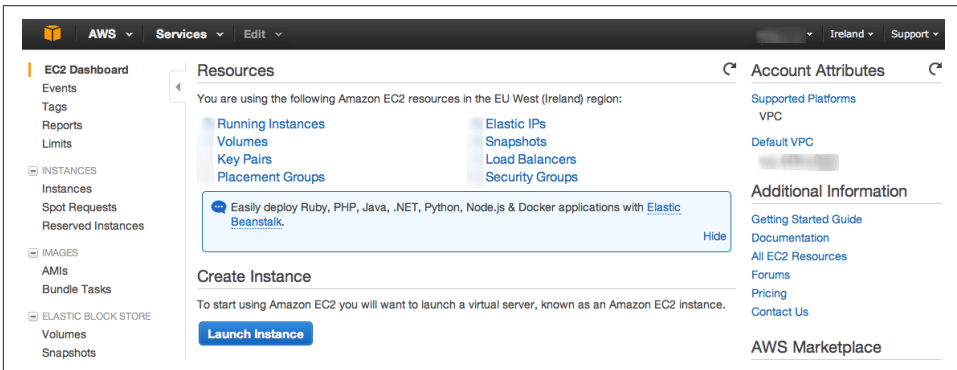 AWS Services Edit Ireland Support
EC2 Dashboard
Events
Tags
Reports
Limits
INSTANCES
Instances
Spot Requests
Reserved Instances
IMAGES
AMIs
Bundle Tasks
ELASTIC BLOCK STORE
Volumes
Snapshots
Resources
You are using the following Amazon EC2 resources in the EU West (Ireland) region:
Running Instances
Volumes
Key Pairs
Placement Groups
Elastic IPs
Snapshots
Load Balancers
Security Groups
Easily deploy Ruby, PHP, Java, .NET, Python, Node.js & Docker applications with Elastic
Beanstalk.
Hide
Create Instance
To start using Amazon EC2 you will want to launch a virtual server, known as an Amazon EC2 instance.
Launch Instance
Account Attributes
Supported Platforms
VPC
Default VPC
Additional Information
Getting Started Guide
Documentation
All EC2 Resources
Forums
Pricing
Contact Us
AWS Marketplace